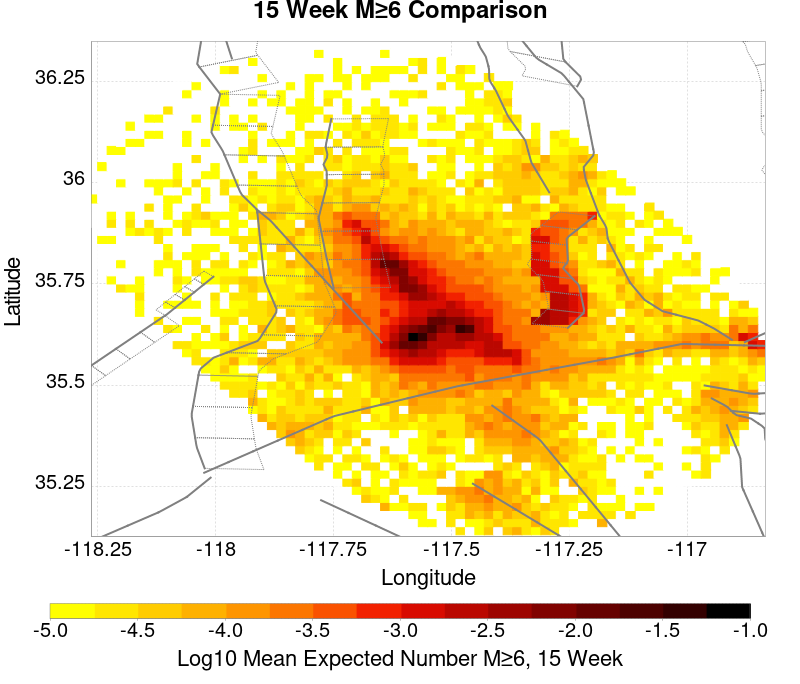 15 Week M≥6 Comparison
36.25
36
35.75
35.5
35.25
Latitude
-118.25 -118 -117.75 -117.5 -117.25 -117
Longitude
-5.0 -4.5 -4.0 -3.5 -3.0 -2.5 -2.0 -1.5 -1.0
Log10 Mean Expected Number M≥6, 15 Week